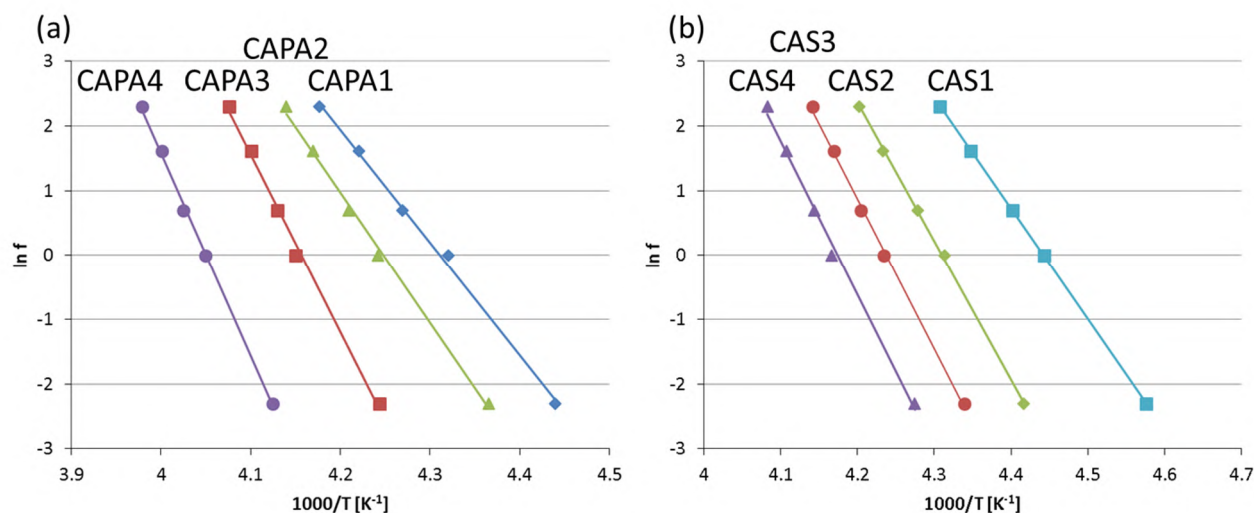 (a)
CAPA2
CAPA4 CAPA3 CAPA1
3
2
1
0
-1
-2
-3
ln f
3.9 4 4.1 4.2 4.3 4.4 4.5
1000/T [K-1]
(b)
CAS3
CAS4 CAS2 CAS1
3
2
1
0
-1
-2
-3
ln f
4 4.1 4.2 4.3 4.4 4.5 4.6 4.7
1000/T [K-1]